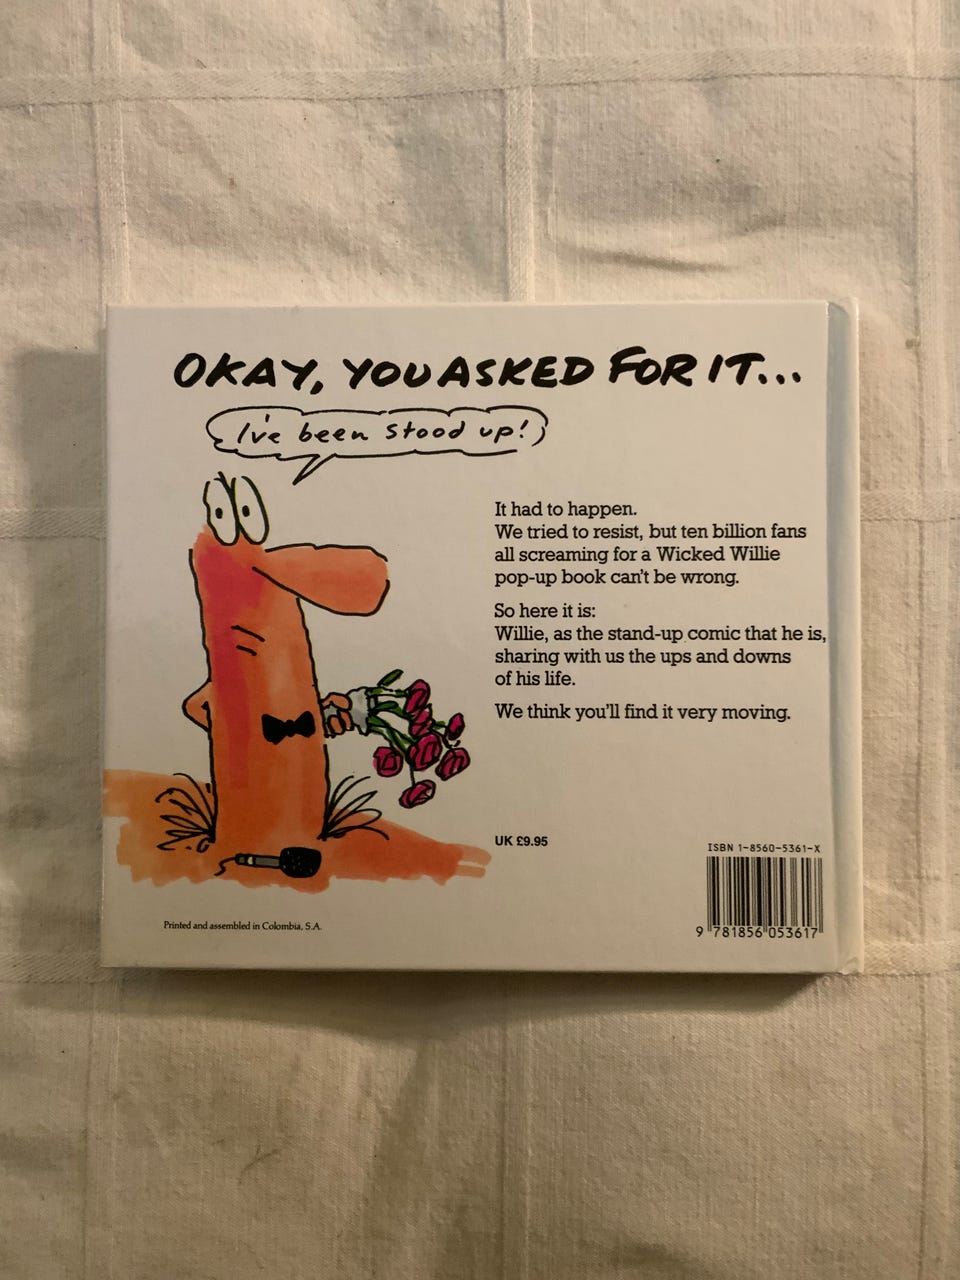 OKAY, YOU ASKED FOR IT...
I've been stood up!
It had to happen.
We tried to resist, but ten billion fans
all screaming for a Wicked Willie
pop-up book can't be wrong.
So here it is:
Willie, as the stand-up comic that he is,
sharing with us the ups and downs
of his life.
We think you'll find it very moving.
UK £9.95
ISBN 1-8560-5361-X
9 781856 053617
Printed and assembled in Colombia, S.A.